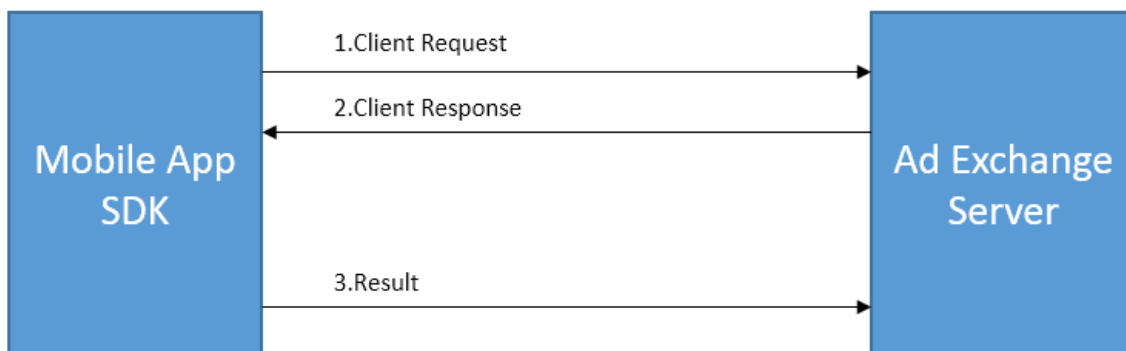 1.Client Request
2.Client Response
Mobile App
SDK
Ad Exchange
Server
3.Result